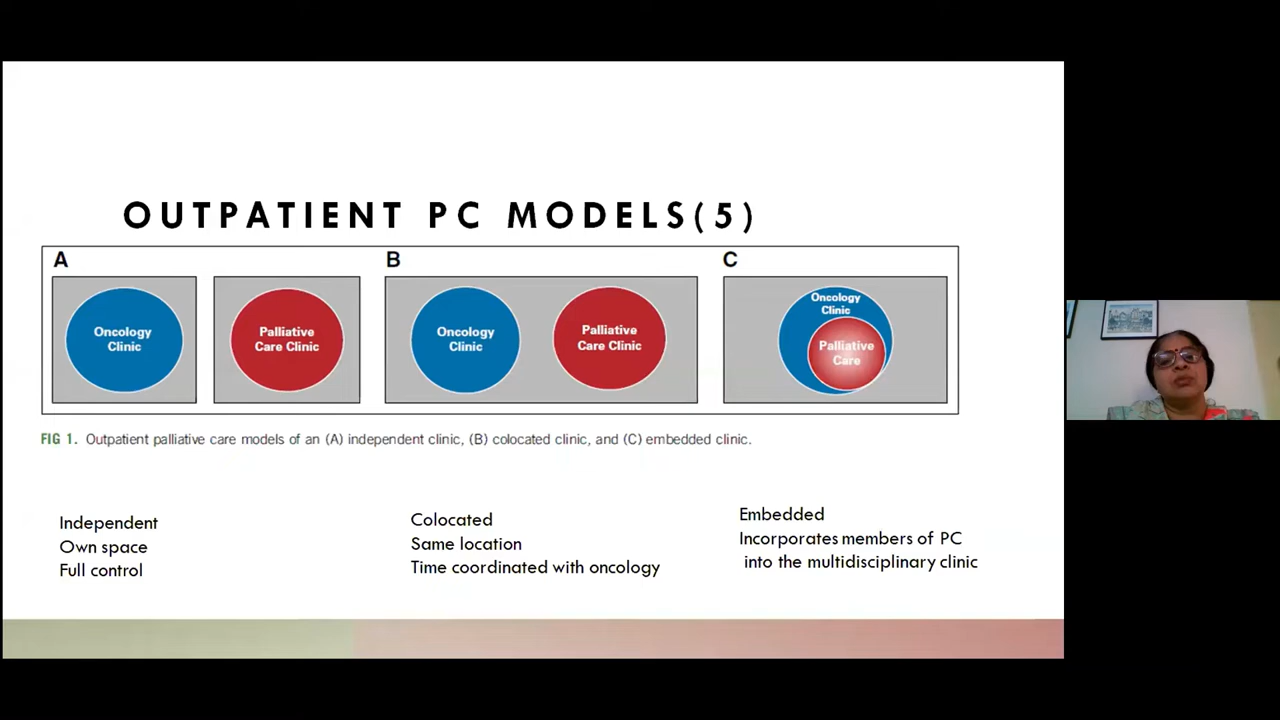 OUTPATIENT PC MODELS(5)
A
Oncology
Clinic
Palliative
Care Clinic
B
Oncology
Clinic
Palliative
Care Clinic
C
Oncology
Clinic
Palliative
Care
FIG 1. Outpatient palliative care models of an (A) independent clinic, (B) colocated clinic, and (C) embedded clinic.
Independent
Own space
Full control
Colocated
Same location
Time coordinated with oncology
Embedded
Incorporates members of PC
into the multidisciplinary clinic